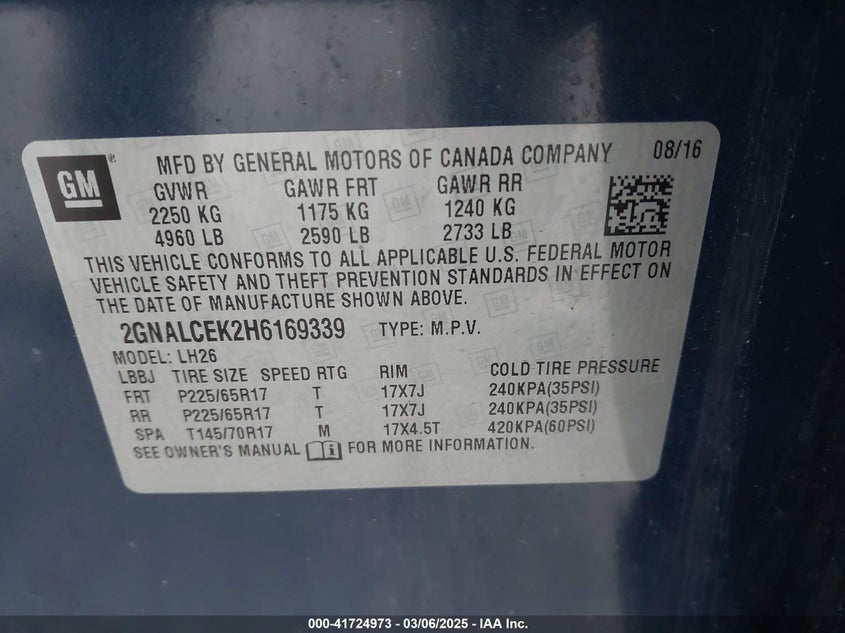 GM ®
MFD BY GENERAL MOTORS OF CANADA COMPANY 08/16
GVWR GAWR FRT GAWR RR
2250 KG 1175 KG 1240 KG
4960 LB 2590 LB 2733 LB
THIS VEHICLE CONFORMS TO ALL APPLICABLE U.S. FEDERAL MOTOR
VEHICLE SAFETY AND THEFT PREVENTION STANDARDS IN EFFECT ON
THE DATE OF MANUFACTURE SHOWN ABOVE.
2GNALCEK2H6169339 TYPE: M.P.V.
MODEL: LH26
LBBJ TIRE SIZE SPEED RTG RIM COLD TIRE PRESSURE
FRT P225/65R17 T 17X7J 240KPA(35PSI)
RR P225/65R17 T 17X7J 240KPA(35PSI)
SPA T145/70R17 M 17X4.5T 420KPA(60PSI)
SEE OWNER'S MANUAL FOR MORE INFORMATION.
000-41724973 - 03/06/2025 - IAA Inc.